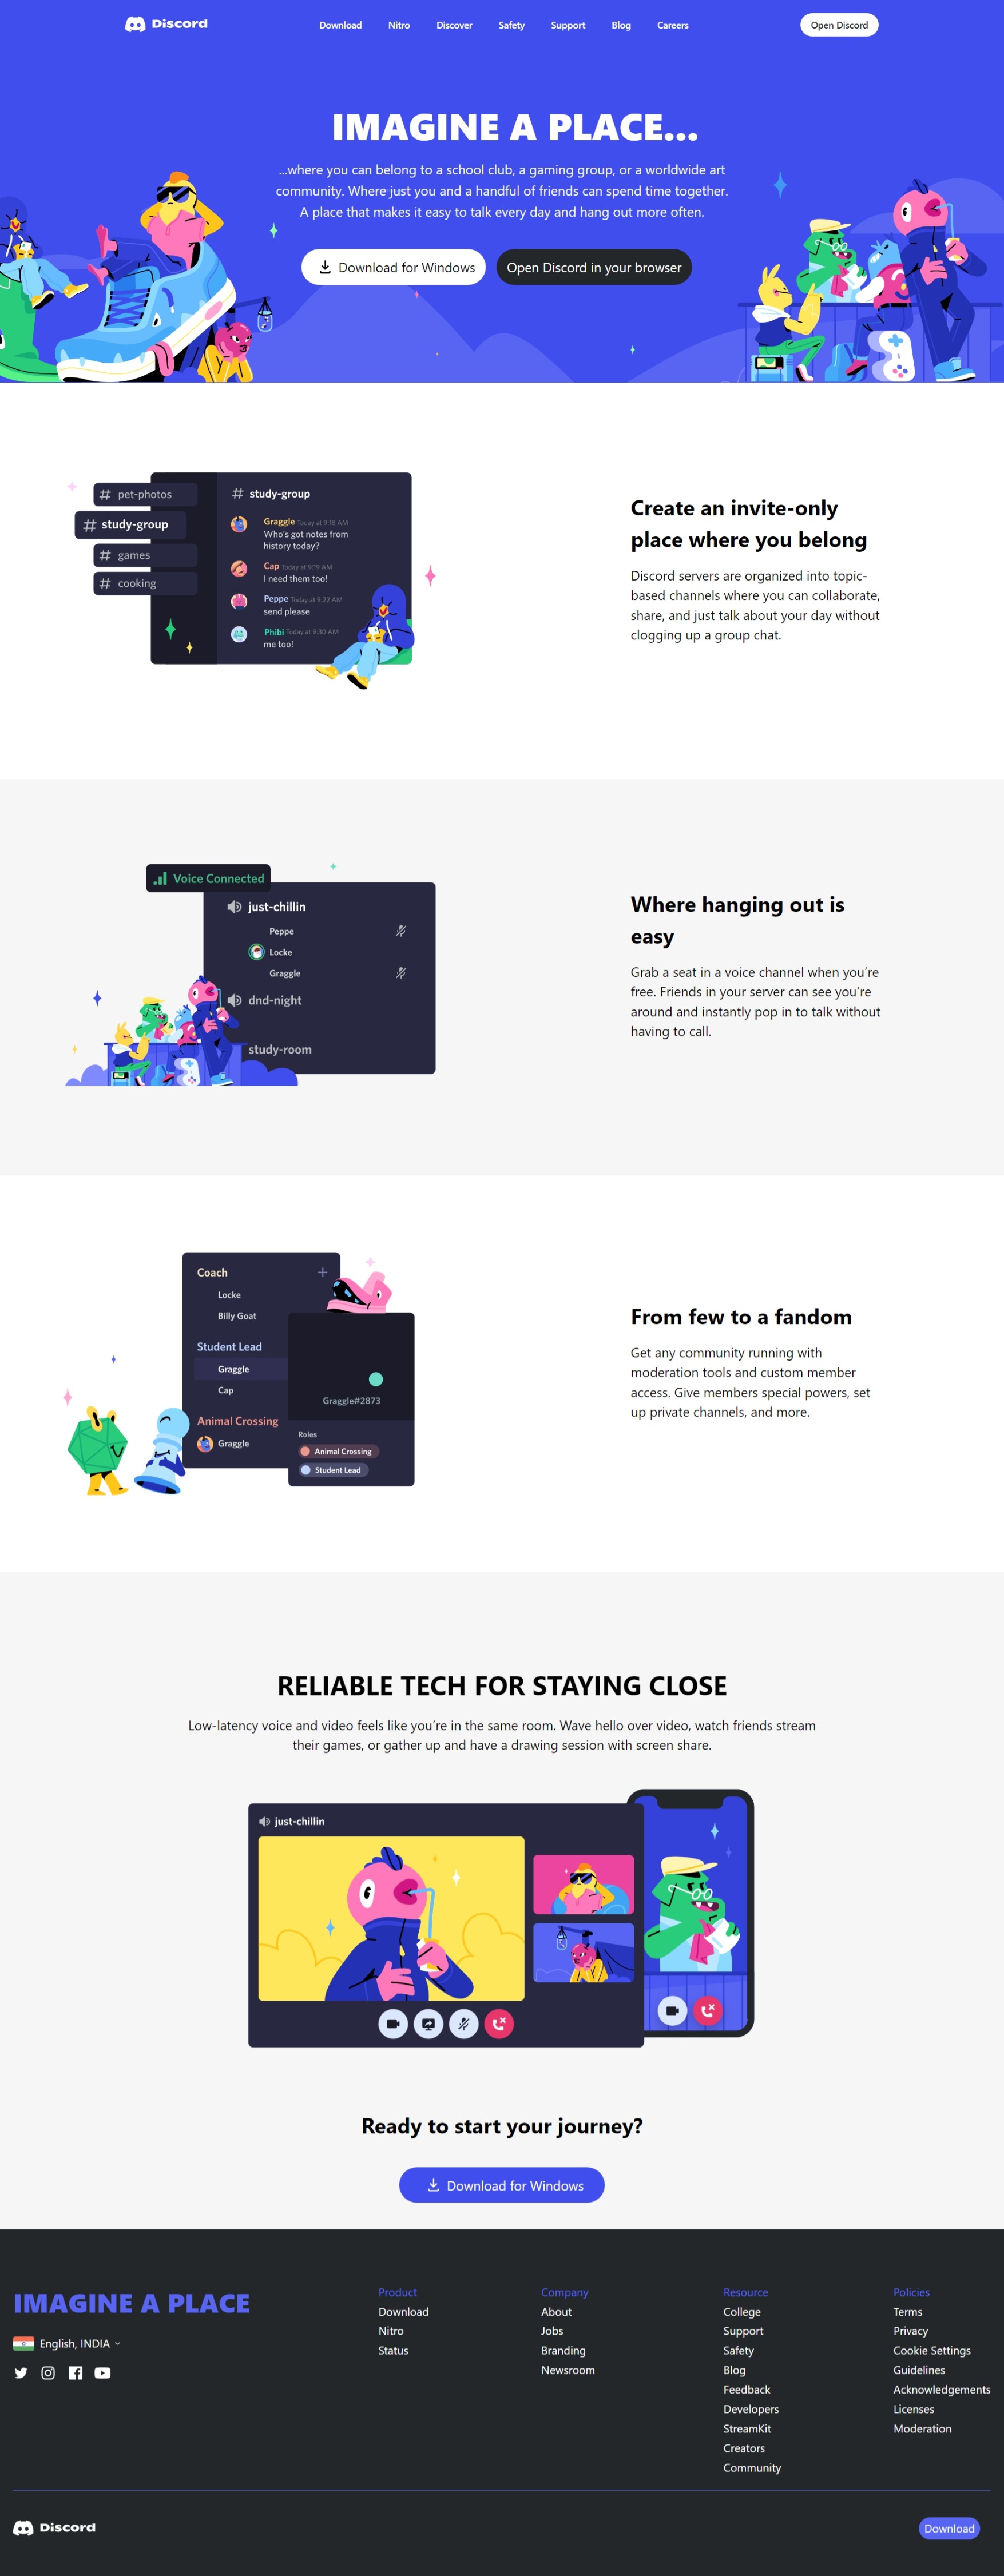 Discord
Download Nitro Discover Safety Support Blog Careers
Open Discord
IMAGINE A PLACE...
...where you can belong to a school club, a gaming group, or a worldwide art
community. Where just you and a handful of friends can spend time together.
A place that makes it easy to talk every day and hang out more often.
Download for Windows
Open Discord in your browser
# pet-photos
# study-group
# games
# cooking
# study-group
Graggle Today at 9:18 AM
Who's got notes from
history today?
Cap Today at 9:19 AM
I need them too!
Peppe Today at 9:22 AM
send please
Phibi Today at 9:30 AM
me too!
Create an invite-only
place where you belong
Discord servers are organized into topic-
based channels where you can collaborate,
share, and just talk about your day without
clogging up a group chat.
Voice Connected
just-chillin
Peppe
Locke
Graggle
dnd-night
study-room
Where hanging out is
easy
Grab a seat in a voice channel when you're
free. Friends in your server can see you're
around and instantly pop in to talk without
having to call.
Coach
Locke
Billy Goat
Student Lead
Graggle
Cap
Animal Crossing
Graggle
Graggle#2873
Roles
Animal Crossing
Student Lead
From few to a fandom
Get any community running with
moderation tools and custom member
access. Give members special powers, set
up private channels, and more.
RELIABLE TECH FOR STAYING CLOSE
Low-latency voice and video feels like you're in the same room. Wave hello over video, watch friends stream
their games, or gather up and have a drawing session with screen share.
just-chillin
Ready to start your journey?
Download for Windows
IMAGINE A PLACE
English, INDIA
Product
Download
Nitro
Status
Company
About
Jobs
Branding
Newsroom
Resource
College
Support
Safety
Blog
Feedback
Developers
StreamKit
Creators
Community
Policies
Terms
Privacy
Cookie Settings
Guidelines
Acknowledgements
Licenses
Moderation
Discord
Download